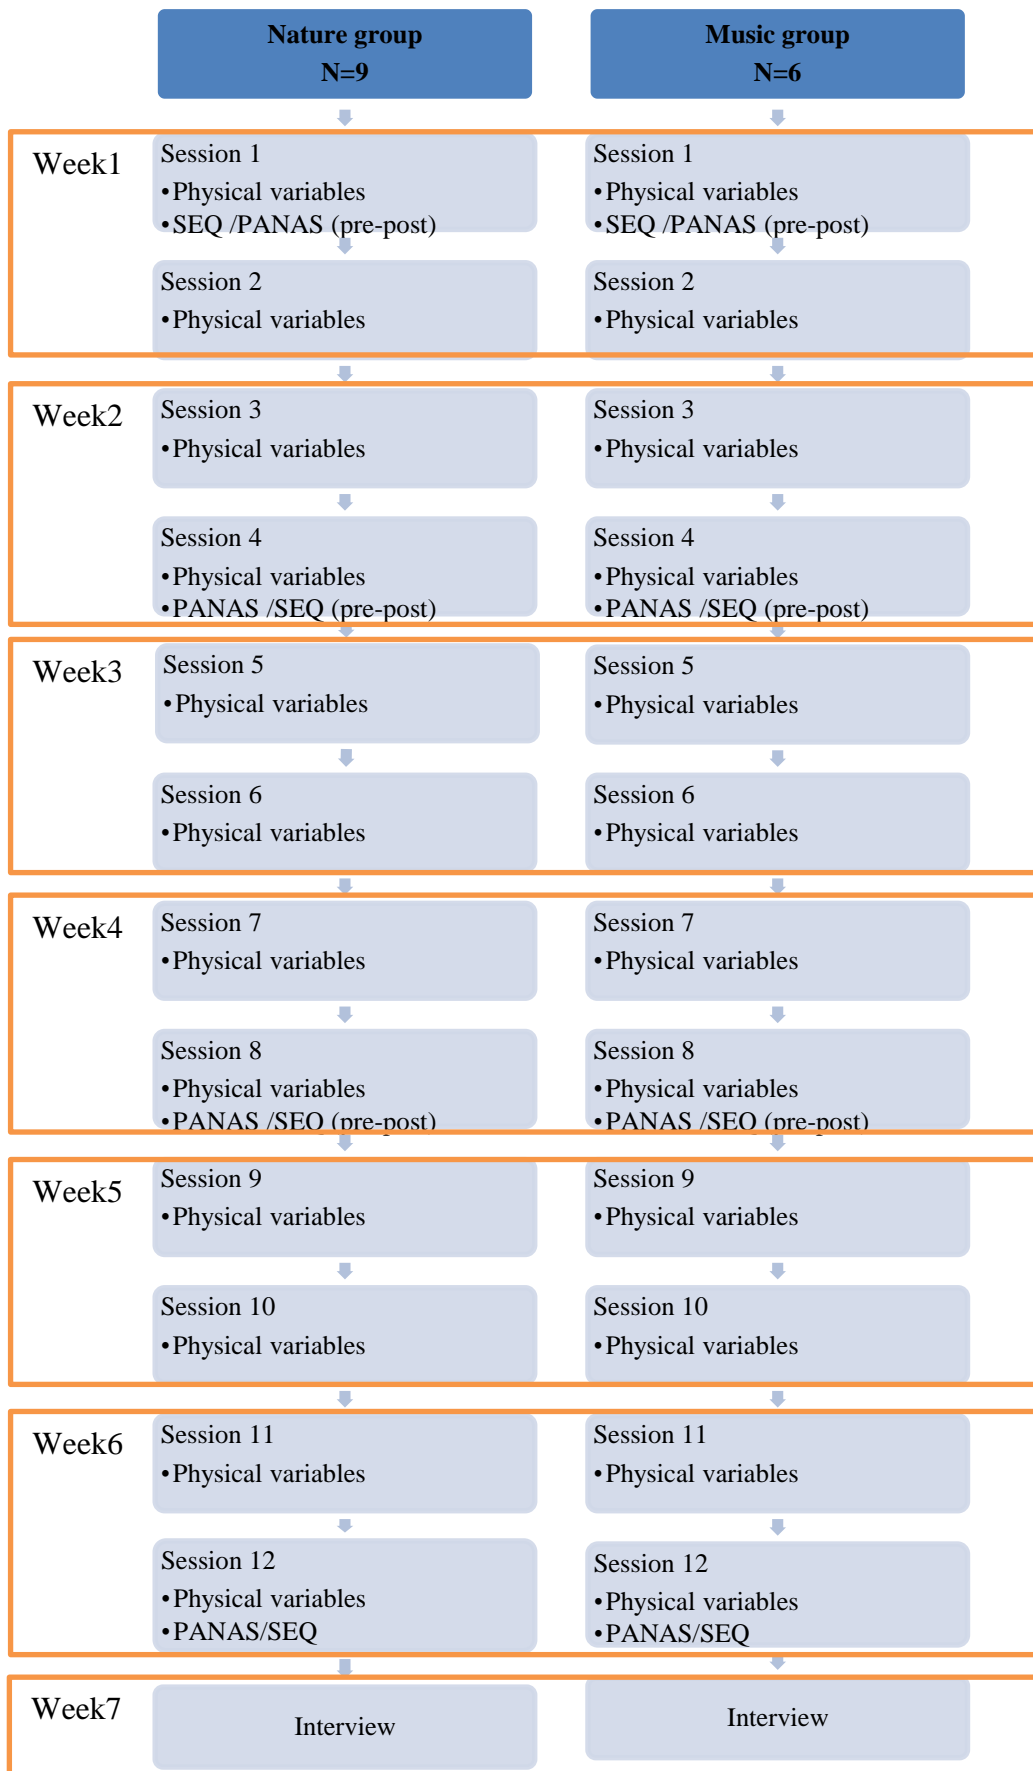 Nature group
N=9
Music group
N=6
Week1
Session 1
•Physical variables
•SEQ /PANAS (pre-post)
Session 1
•Physical variables
•SEQ /PANAS (pre-post)
Session 2
•Physical variables
Session 2
•Physical variables
Week2
Session 3
•Physical variables
Session 3
•Physical variables
Session 4
•Physical variables
•PANAS /SEQ (pre-post)
Session 4
•Physical variables
•PANAS /SEQ (pre-post)
Week3
Session 5
•Physical variables
Session 5
•Physical variables
Session 6
•Physical variables
Session 6
•Physical variables
Week4
Session 7
•Physical variables
Session 7
•Physical variables
Session 8
•Physical variables
•PANAS /SEQ (pre-post)
Session 8
•Physical variables
•PANAS /SEQ (pre-post)
Week5
Session 9
•Physical variables
Session 9
•Physical variables
Session 10
•Physical variables
Session 10
•Physical variables
Week6
Session 11
•Physical variables
Session 11
•Physical variables
Session 12
•Physical variables
•PANAS/SEQ
Session 12
•Physical variables
•PANAS/SEQ
Week7
Interview
Interview